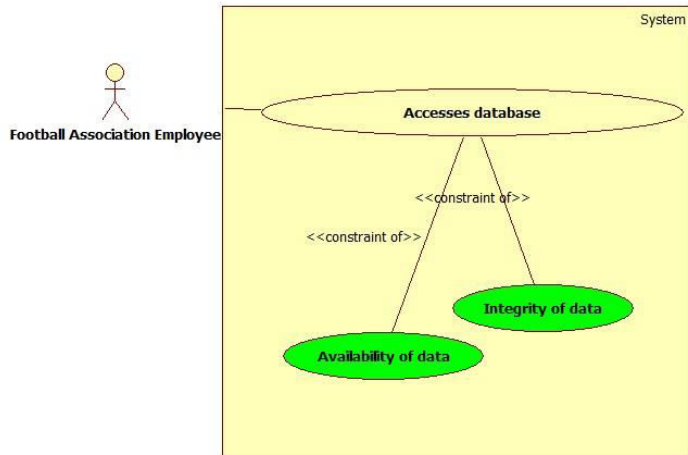 System
Accesses database
Football Association Employee
<<constraint of>>
<<constraint of>>
Integrity of data
Availability of data